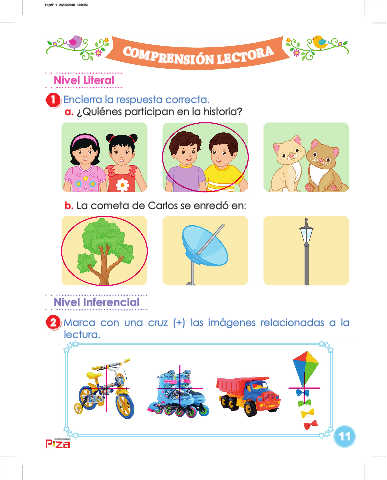 COMPRENSIÓN LECTORA
Nivel Literal
1 Encierra la respuesta correcta.
a. ¿Quiénes participan en la historia?
b. La cometa de Carlos se enredó en:
Nivel Inferencial
2 Marca con una cruz (+) las imágenes relacionadas a la
lectura.
PIZA
11